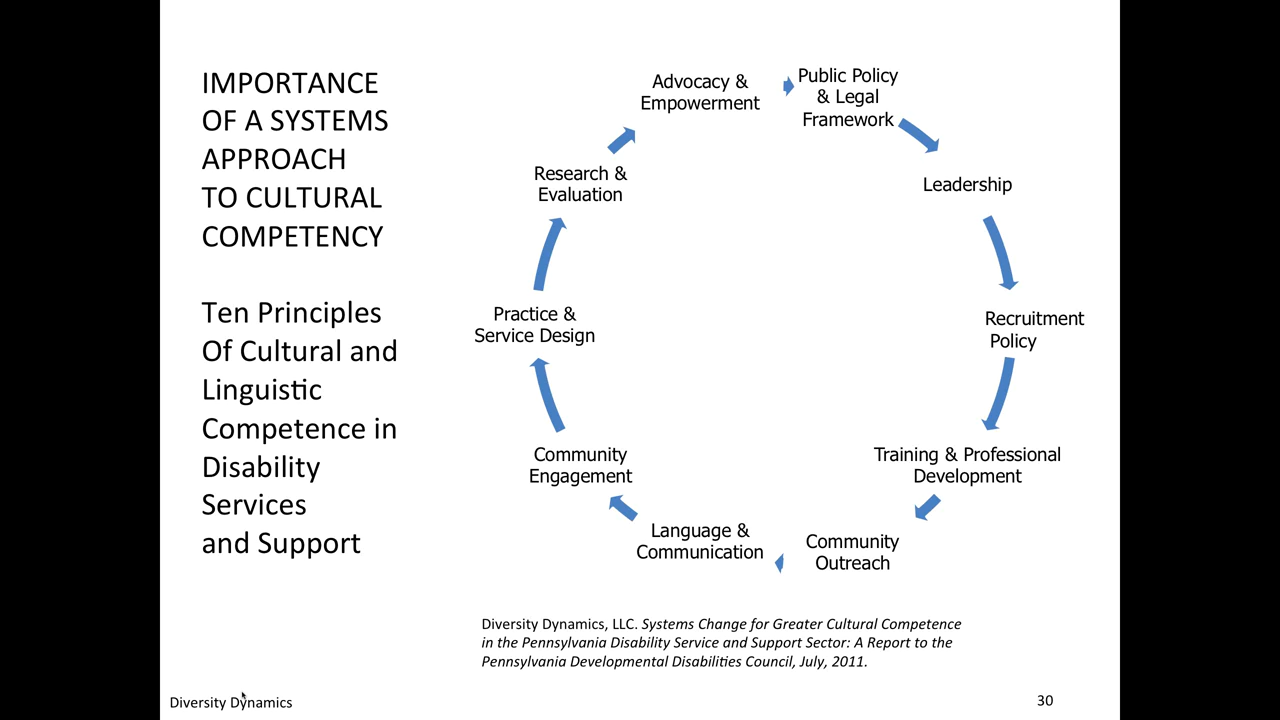 IMPORTANCE
OF A SYSTEMS
APPROACH
TO CULTURAL
COMPETENCY
Ten Principles
Of Cultural and
Linguistic
Competence in
Disability
Services
and Support
Advocacy &
Empowerment
Public Policy
& Legal
Framework
Leadership
Recruitment
Policy
Training & Professional
Development
Community
Outreach
Language &
Communication
Community
Engagement
Practice &
Service Design
Research &
Evaluation
Diversity Dynamics, LLC. Systems Change for Greater Cultural Competence
in the Pennsylvania Disability Service and Support Sector: A Report to the
Pennsylvania Developmental Disabilities Council, July, 2011.
Diversity Dynamics
30